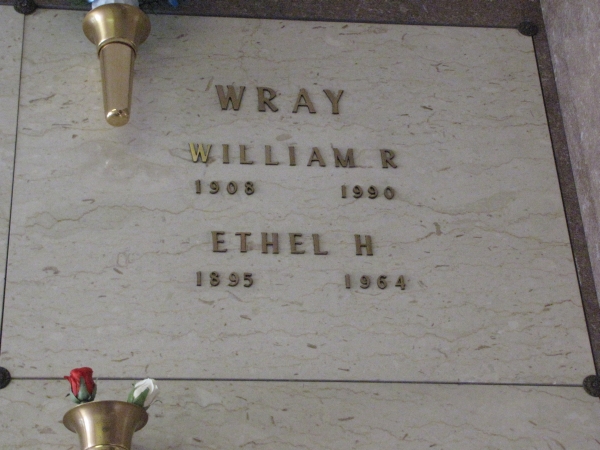 WRAY
WILLIAM R
1908 1990
ETHEL H
1895 1964